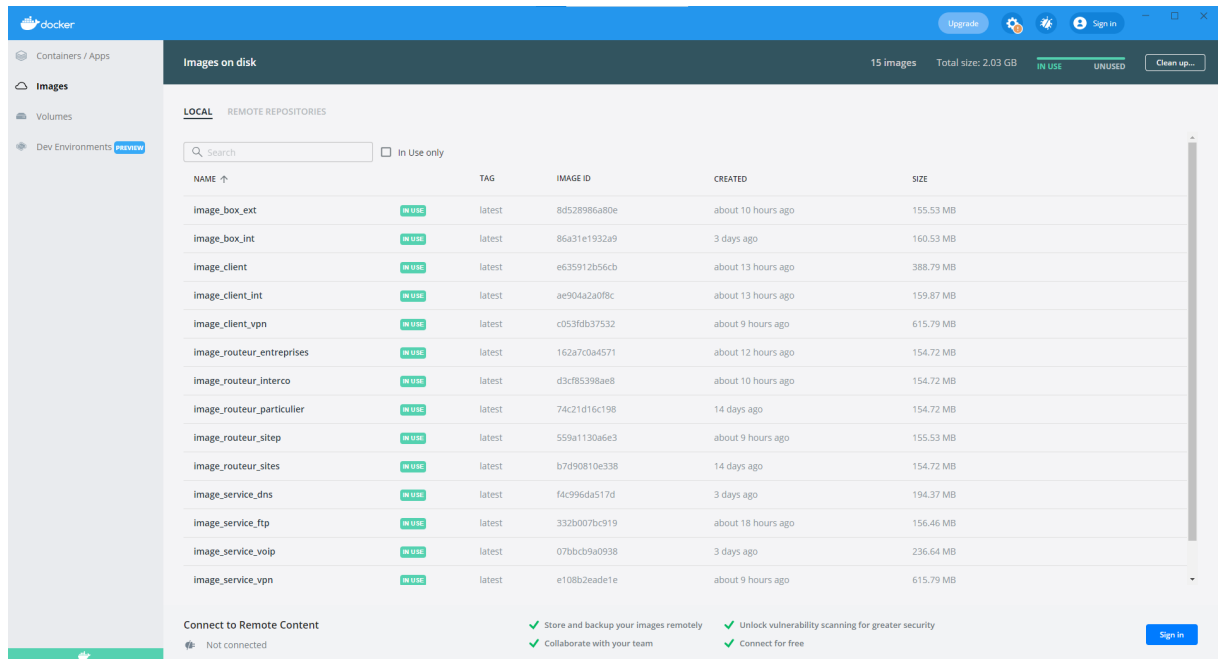 docker
Upgrade
Sign in
Containers / Apps
Images
Volumes
Dev Environments PREVIEW
Images on disk
15 images Total size: 2.03 GB IN USE UNUSED Clean up...
LOCAL REMOTE REPOSITORIES
Search In Use only
NAME TAG IMAGE ID CREATED SIZE
image_box_ext IN USE latest 8d528986a80e about 10 hours ago 155.53 MB
image_box_int IN USE latest 86a31e1932a9 3 days ago 160.53 MB
image_client IN USE latest e635912b56cb about 13 hours ago 388.79 MB
image_client_int IN USE latest ae904a2a0f8c about 13 hours ago 159.87 MB
image_client_vpn IN USE latest c053fdb37532 about 9 hours ago 615.79 MB
image_routeur_entreprises IN USE latest 162a7c0a4571 about 12 hours ago 154.72 MB
image_routeur_interco IN USE latest d3cf85398ae8 about 10 hours ago 154.72 MB
image_routeur_particulier IN USE latest 74c21d16c198 14 days ago 154.72 MB
image_routeur_sitep IN USE latest 559a1130a6e3 about 9 hours ago 155.53 MB
image_routeur_sites IN USE latest b7d90810e338 14 days ago 154.72 MB
image_service_dns IN USE latest f4c996da517d 3 days ago 194.37 MB
image_service_ftp IN USE latest 332b007bc919 about 18 hours ago 156.46 MB
image_service_voip IN USE latest 07bbcb9a0938 3 days ago 236.64 MB
image_service_vpn IN USE latest e108b2eade1e about 9 hours ago 615.79 MB
Connect to Remote Content
Not connected
Store and backup your images remotely
Collaborate with your team
Unlock vulnerability scanning for greater security
Connect for free
Sign in